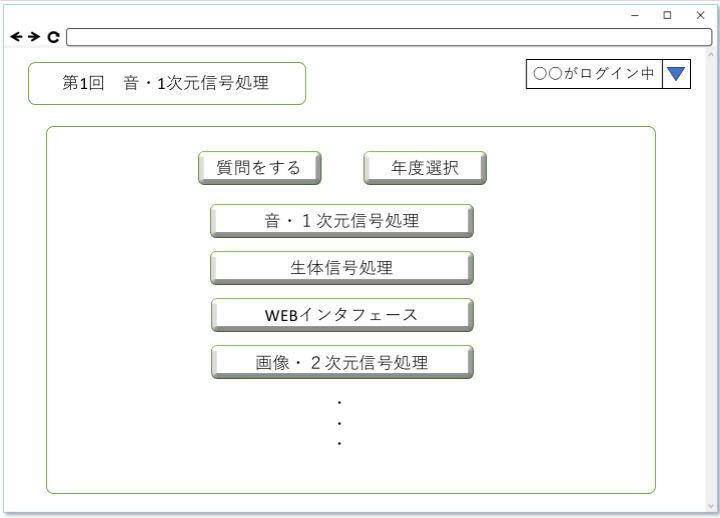 第1回　音・1次元信号処理
〇〇がログイン中
質問をする
年度選択
音・１次元信号処理
生体信号処理
WEBインタフェース
画像・２次元信号処理
・
・
・